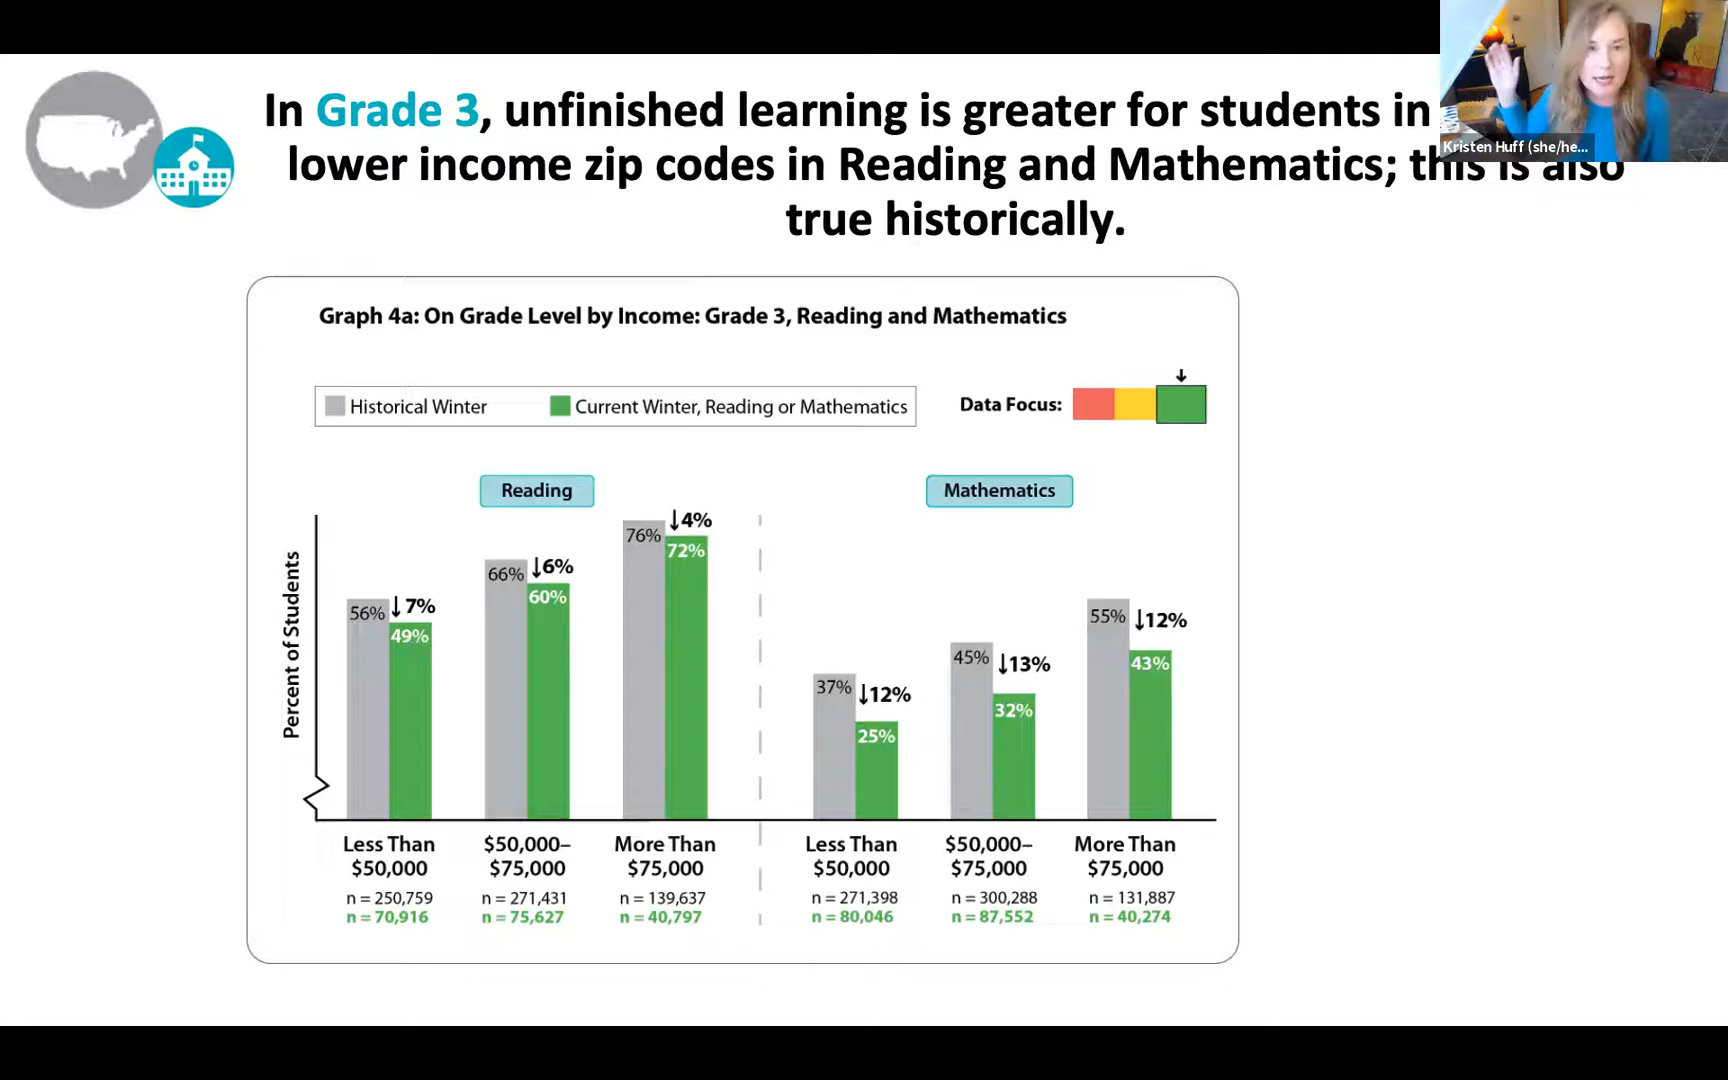 In Grade 3, unfinished learning is greater for students in
lower income zip codes in Reading and Mathematics; this is also
true historically.
Kristen Huff (she/he...
Graph 4a: On Grade Level by Income: Grade 3, Reading and Mathematics
Historical Winter Current Winter, Reading or Mathematics
Data Focus: ↓
Reading
Mathematics
Percent of Students
56% ↓7% 49%
66% ↓6% 60%
76% ↓4% 72%
37% ↓12% 25%
45% ↓13% 32%
55% ↓12% 43%
Less Than
$50,000
n = 250,759
n = 70,916
$50,000–
$75,000
n = 271,431
n = 75,627
More Than
$75,000
n = 139,637
n = 40,797
Less Than
$50,000
n = 271,398
n = 80,046
$50,000–
$75,000
n = 300,288
n = 87,552
More Than
$75,000
n = 131,887
n = 40,274